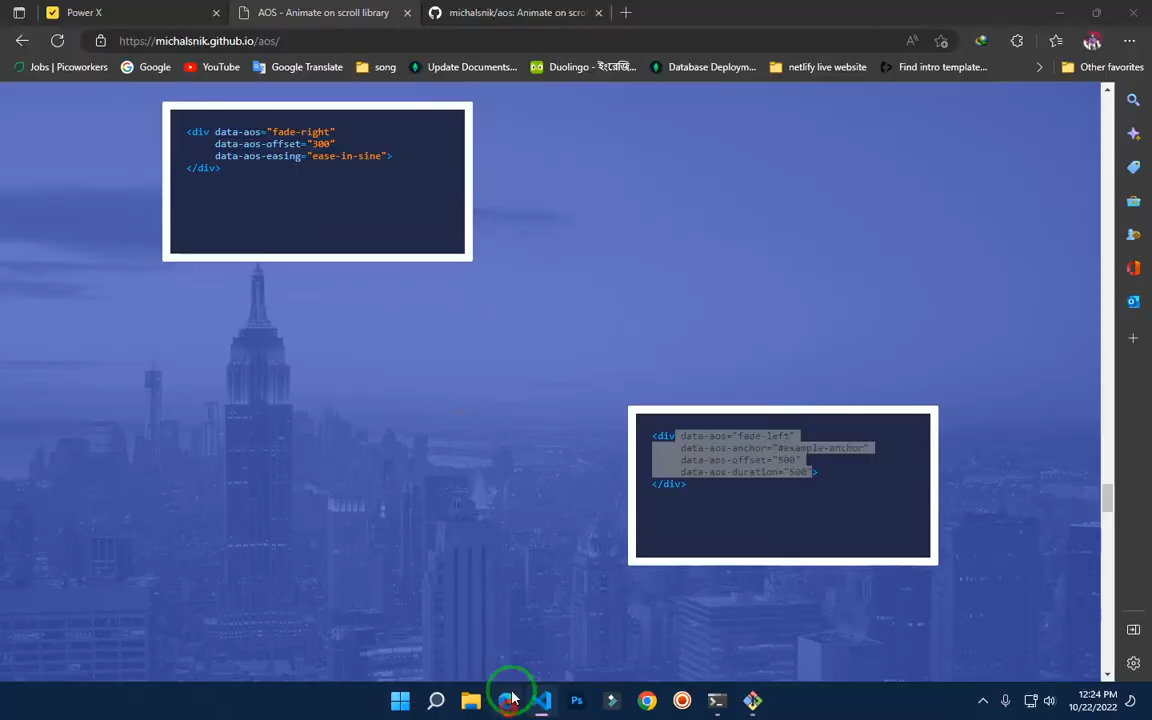 Power X
AOS - Animate on scroll library
michalsnik/aos: Animate on scro
https://michalsnik.github.io/aos/
Jobs | Picoworkers
Google
YouTube
Google Translate
song
Update Documents...
Duolingo - ইংরেজি...
Database Deploym...
netlify live website
Find intro template...
Other favorites
<div data-aos="fade-right"
data-aos-offset="300"
data-aos-easing="ease-in-sine">
</div>
<div data-aos="fade-left"
data-aos-anchor="#example-anchor"
data-aos-offset="500"
data-aos-duration="500">
</div>
Ps
12:24 PM
10/22/2022